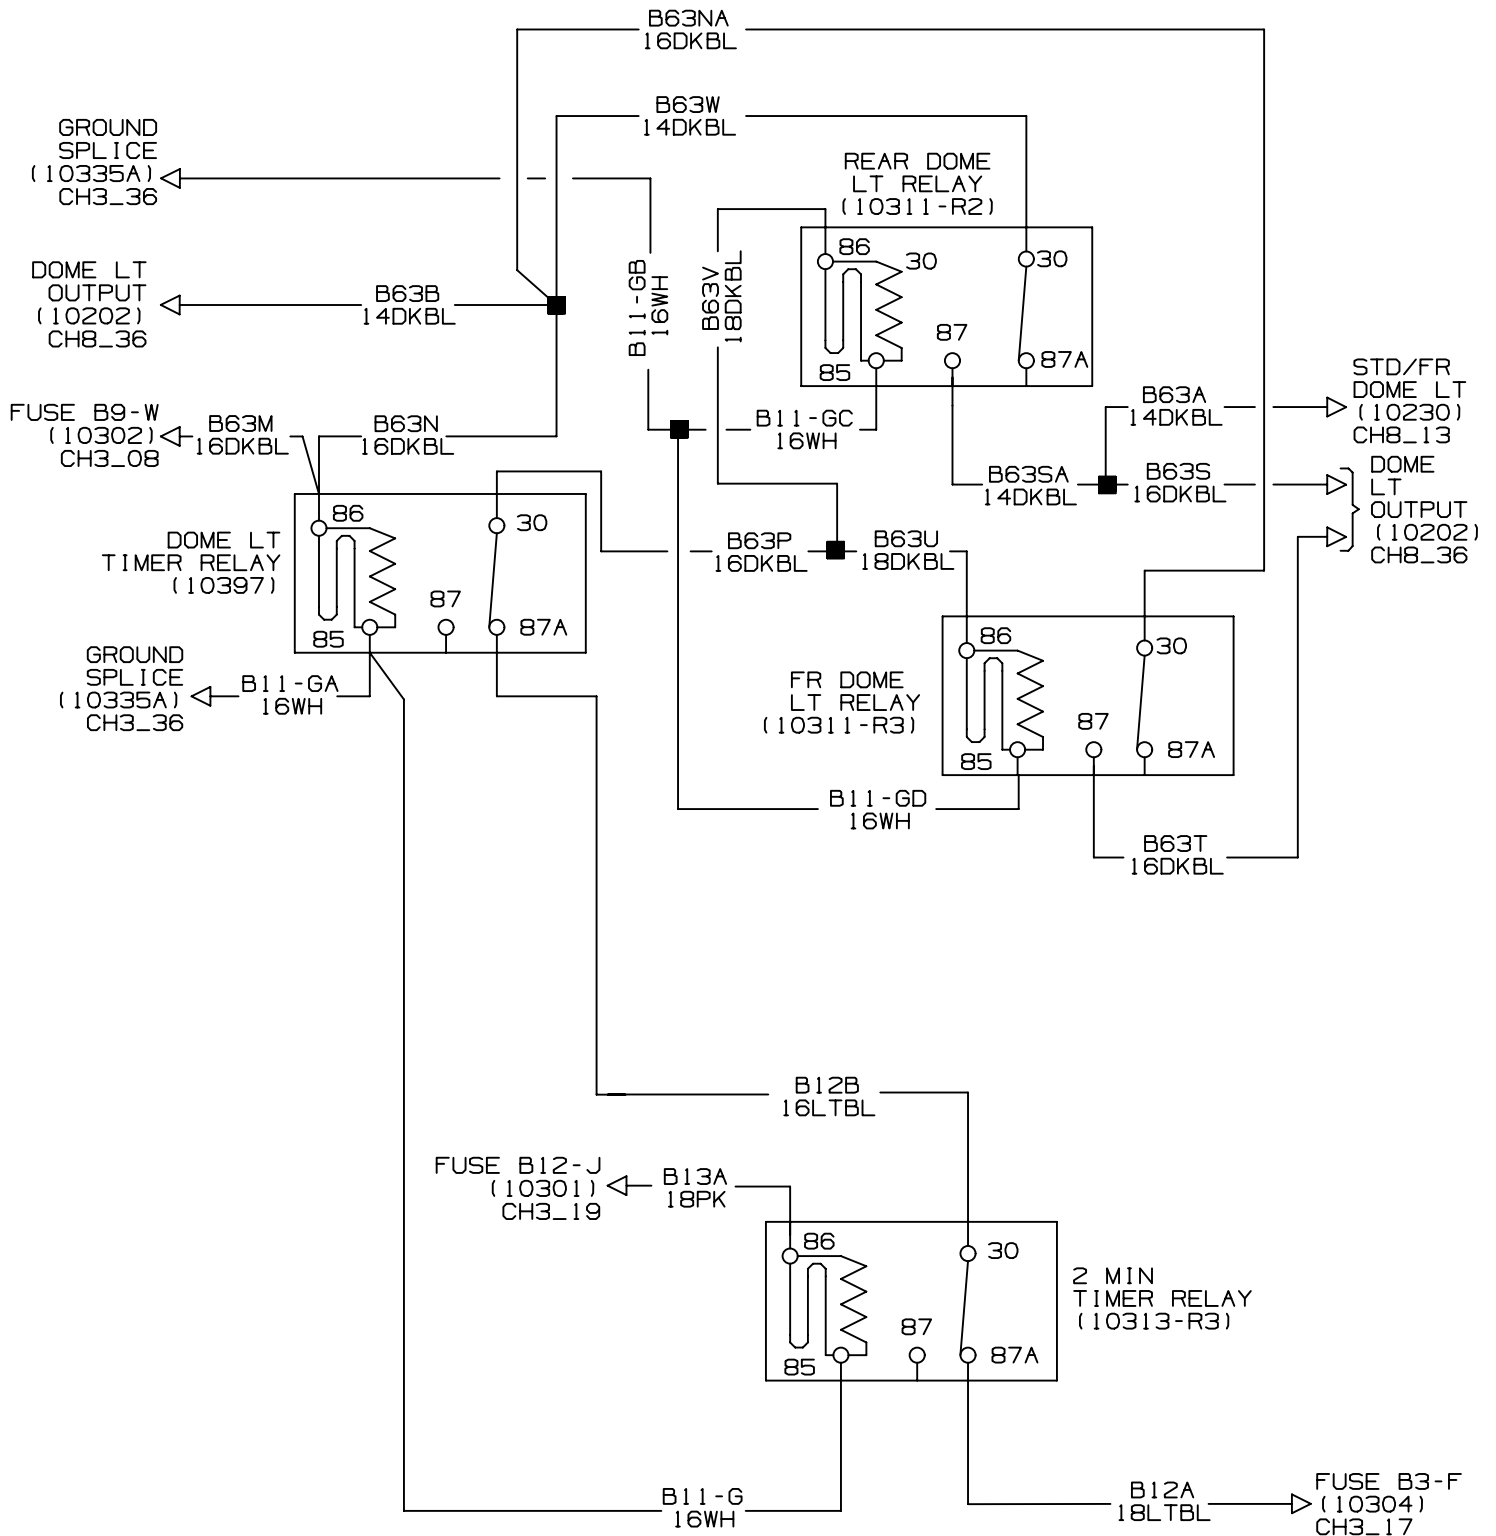 B63NA
16DKBL
B63W
14DKBL
GROUND
SPLICE
(10335A)
CH3_36
REAR DOME
LT RELAY
(10311-R2)
86
30
30
87
85
87A
B11-GB
16WH
B63V
18DKBL
DOME LT
OUTPUT
(10202)
CH8_36
B63B
14DKBL
FUSE B9-W
(10302)
CH3_08
B63M
16DKBL
B63N
16DKBL
B11-GC
16WH
B63A
14DKBL
STD/FR
DOME LT
(10230)
CH8_13
B63SA
14DKBL
B63S
16DKBL
DOME
LT
OUTPUT
(10202)
CH8_36
DOME LT
TIMER RELAY
(10397)
86
30
87
85
87A
B63P
16DKBL
B63U
18DKBL
GROUND
SPLICE
(10335A)
CH3_36
B11-GA
16WH
FR DOME
LT RELAY
(10311-R3)
86
30
87
85
87A
B11-GD
16WH
B63T
16DKBL
B12B
16LTBL
FUSE B12-J
(10301)
CH3_19
B13A
18PK
86
30
87
85
87A
2 MIN
TIMER RELAY
(10313-R3)
B11-G
16WH
B12A
18LTBL
FUSE B3-F
(10304)
CH3_17